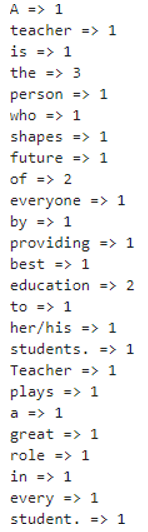 A => 1
teacher => 1
is => 1
the => 3
person => 1
who => 1
shapes => 1
future => 1
of => 2
everyone => 1
by => 1
providing => 1
best => 1
education => 2
to => 1
her/his => 1
students. => 1
Teacher => 1
plays => 1
a => 1
great => 1
role => 1
in => 1
every => 1
student. => 1